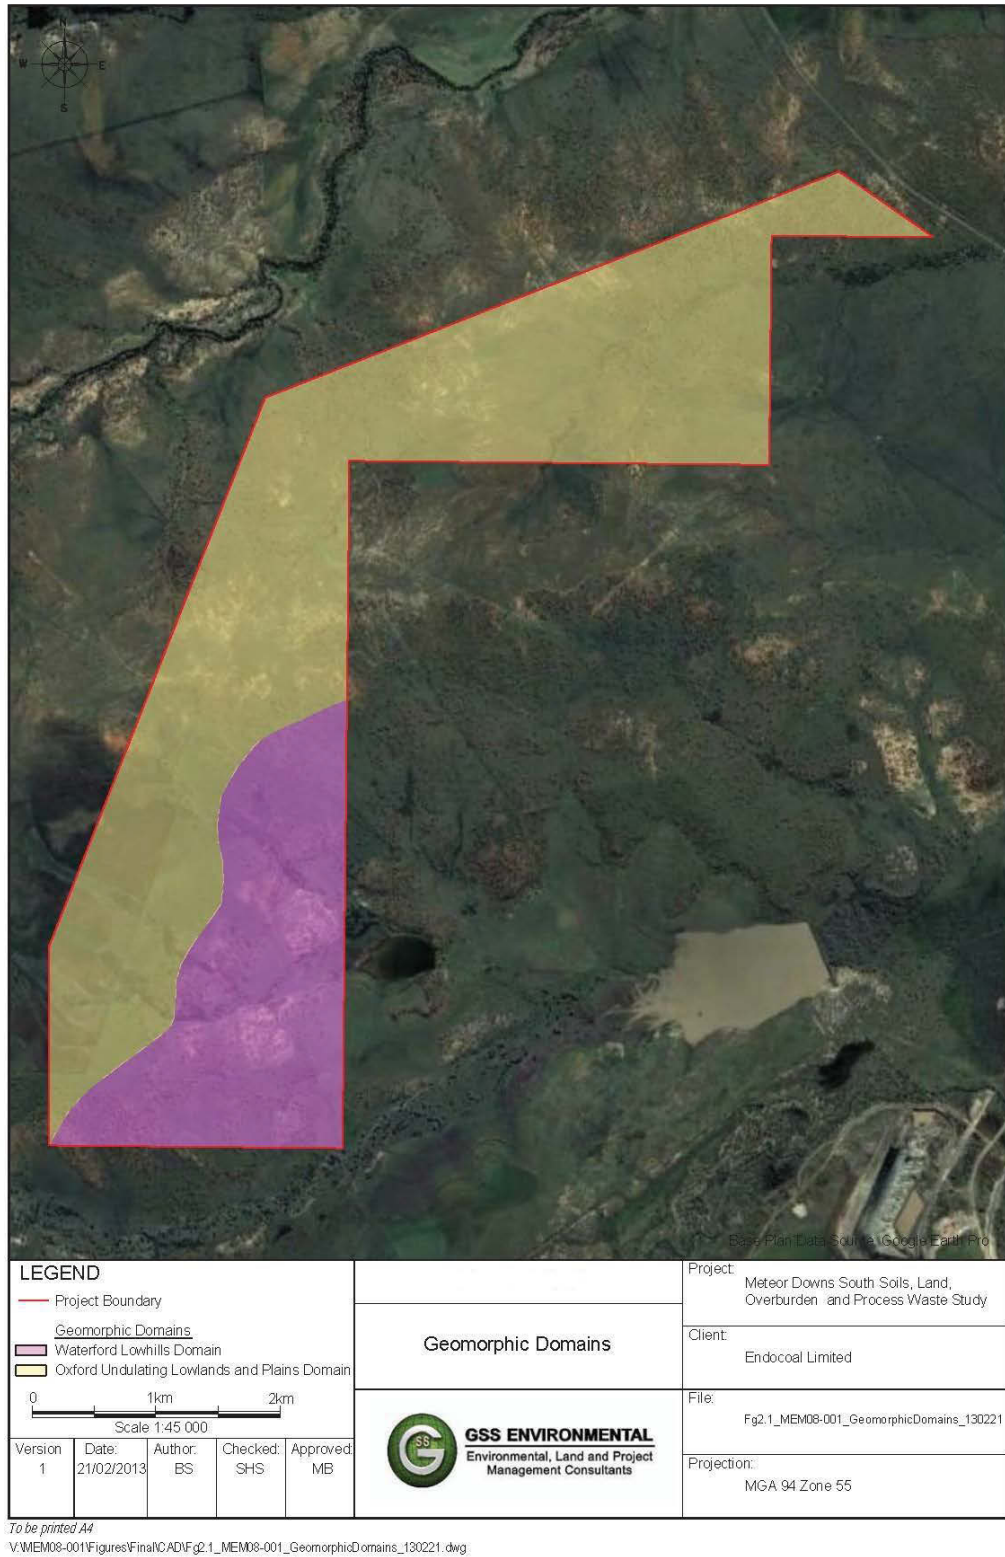 N
W E
S
Base Plan Data Source: Google Earth Pro
LEGEND
Project Boundary
Geomorphic Domains
Waterford Lowhills Domain
Oxford Undulating Lowlands and Plains Domain
0 1km 2km
Scale 1:45 000
Version
1
Date:
21/02/2013
Author:
BS
Checked:
SHS
Approved:
MB
Geomorphic Domains
GSS
GSS ENVIRONMENTAL
Environmental, Land and Project
Management Consultants
Project:
Meteor Downs South Soils, Land,
Overburden and Process Waste Study
Client:
Endocoal Limited
File:
Fg2.1_MEM08-001_GeomorphicDomains_130221
Projection:
MGA 94 Zone 55
To be printed A4
V:\MEM08-001\Figures\Final\CAD\Fg2.1_MEM08-001_GeomorphicDomains_130221.dwg